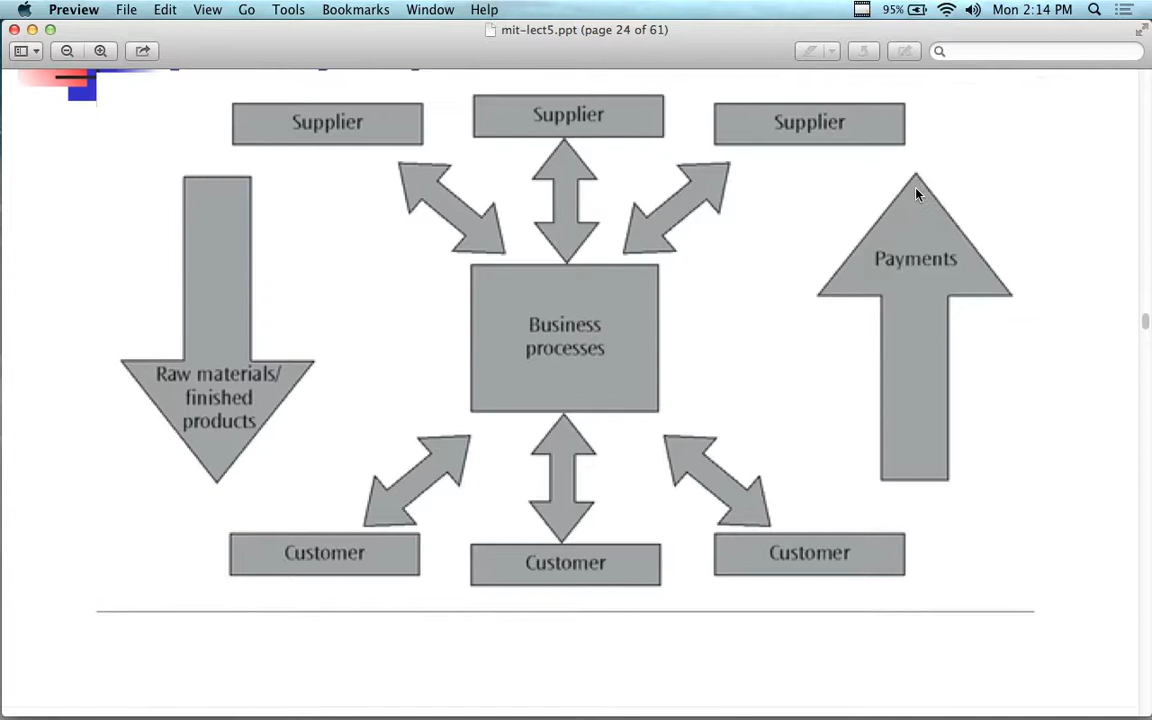 Preview File Edit View Go Tools Bookmarks Window Help 95% Mon 2:14 PM
mit-lect5.ppt (page 24 of 61)
Supplier
Supplier
Supplier
Payments
Business
processes
Raw materials/
finished
products
Customer
Customer
Customer